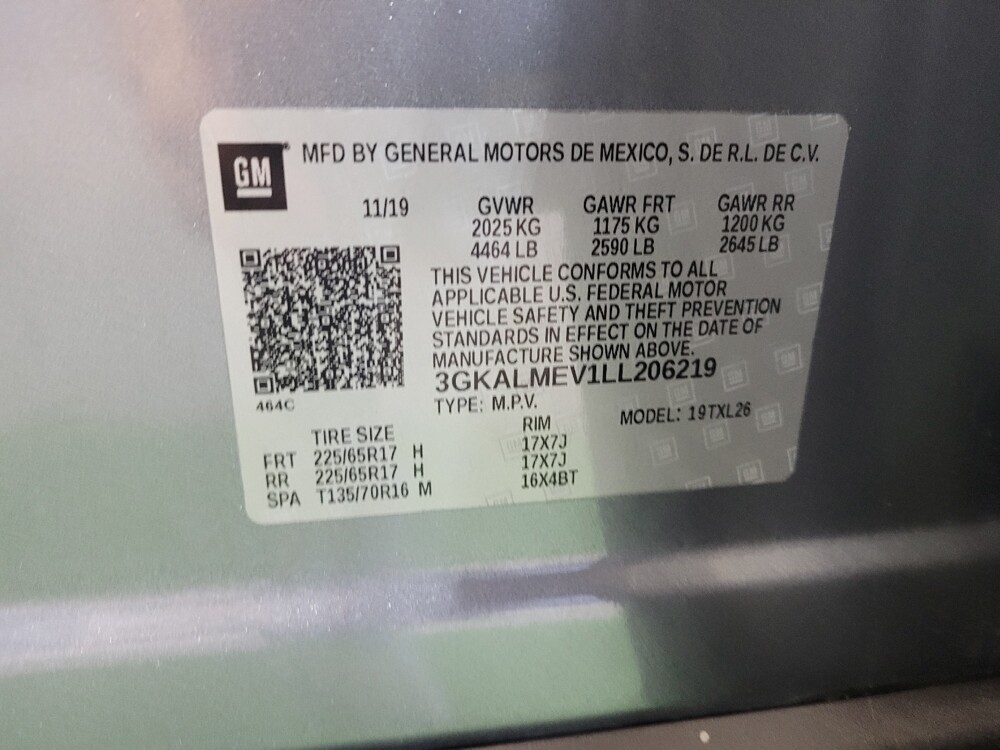 GM MFD BY GENERAL MOTORS DE MEXICO, S. DE R.L. DE C.V.
11/19 GVWR GAWR FRT GAWR RR
2025 KG 1175 KG 1200 KG
4464 LB 2590 LB 2645 LB
THIS VEHICLE CONFORMS TO ALL
APPLICABLE U.S. FEDERAL MOTOR
VEHICLE SAFETY AND THEFT PREVENTION
STANDARDS IN EFFECT ON THE DATE OF
MANUFACTURE SHOWN ABOVE.
3GKALMEV1LL206219
464C
TYPE: M.P.V. MODEL: 19TXL26
TIRE SIZE RIM
FRT 225/65R17 H 17X7J
RR 225/65R17 H 17X7J
SPA T135/70R16 M 16X4BT